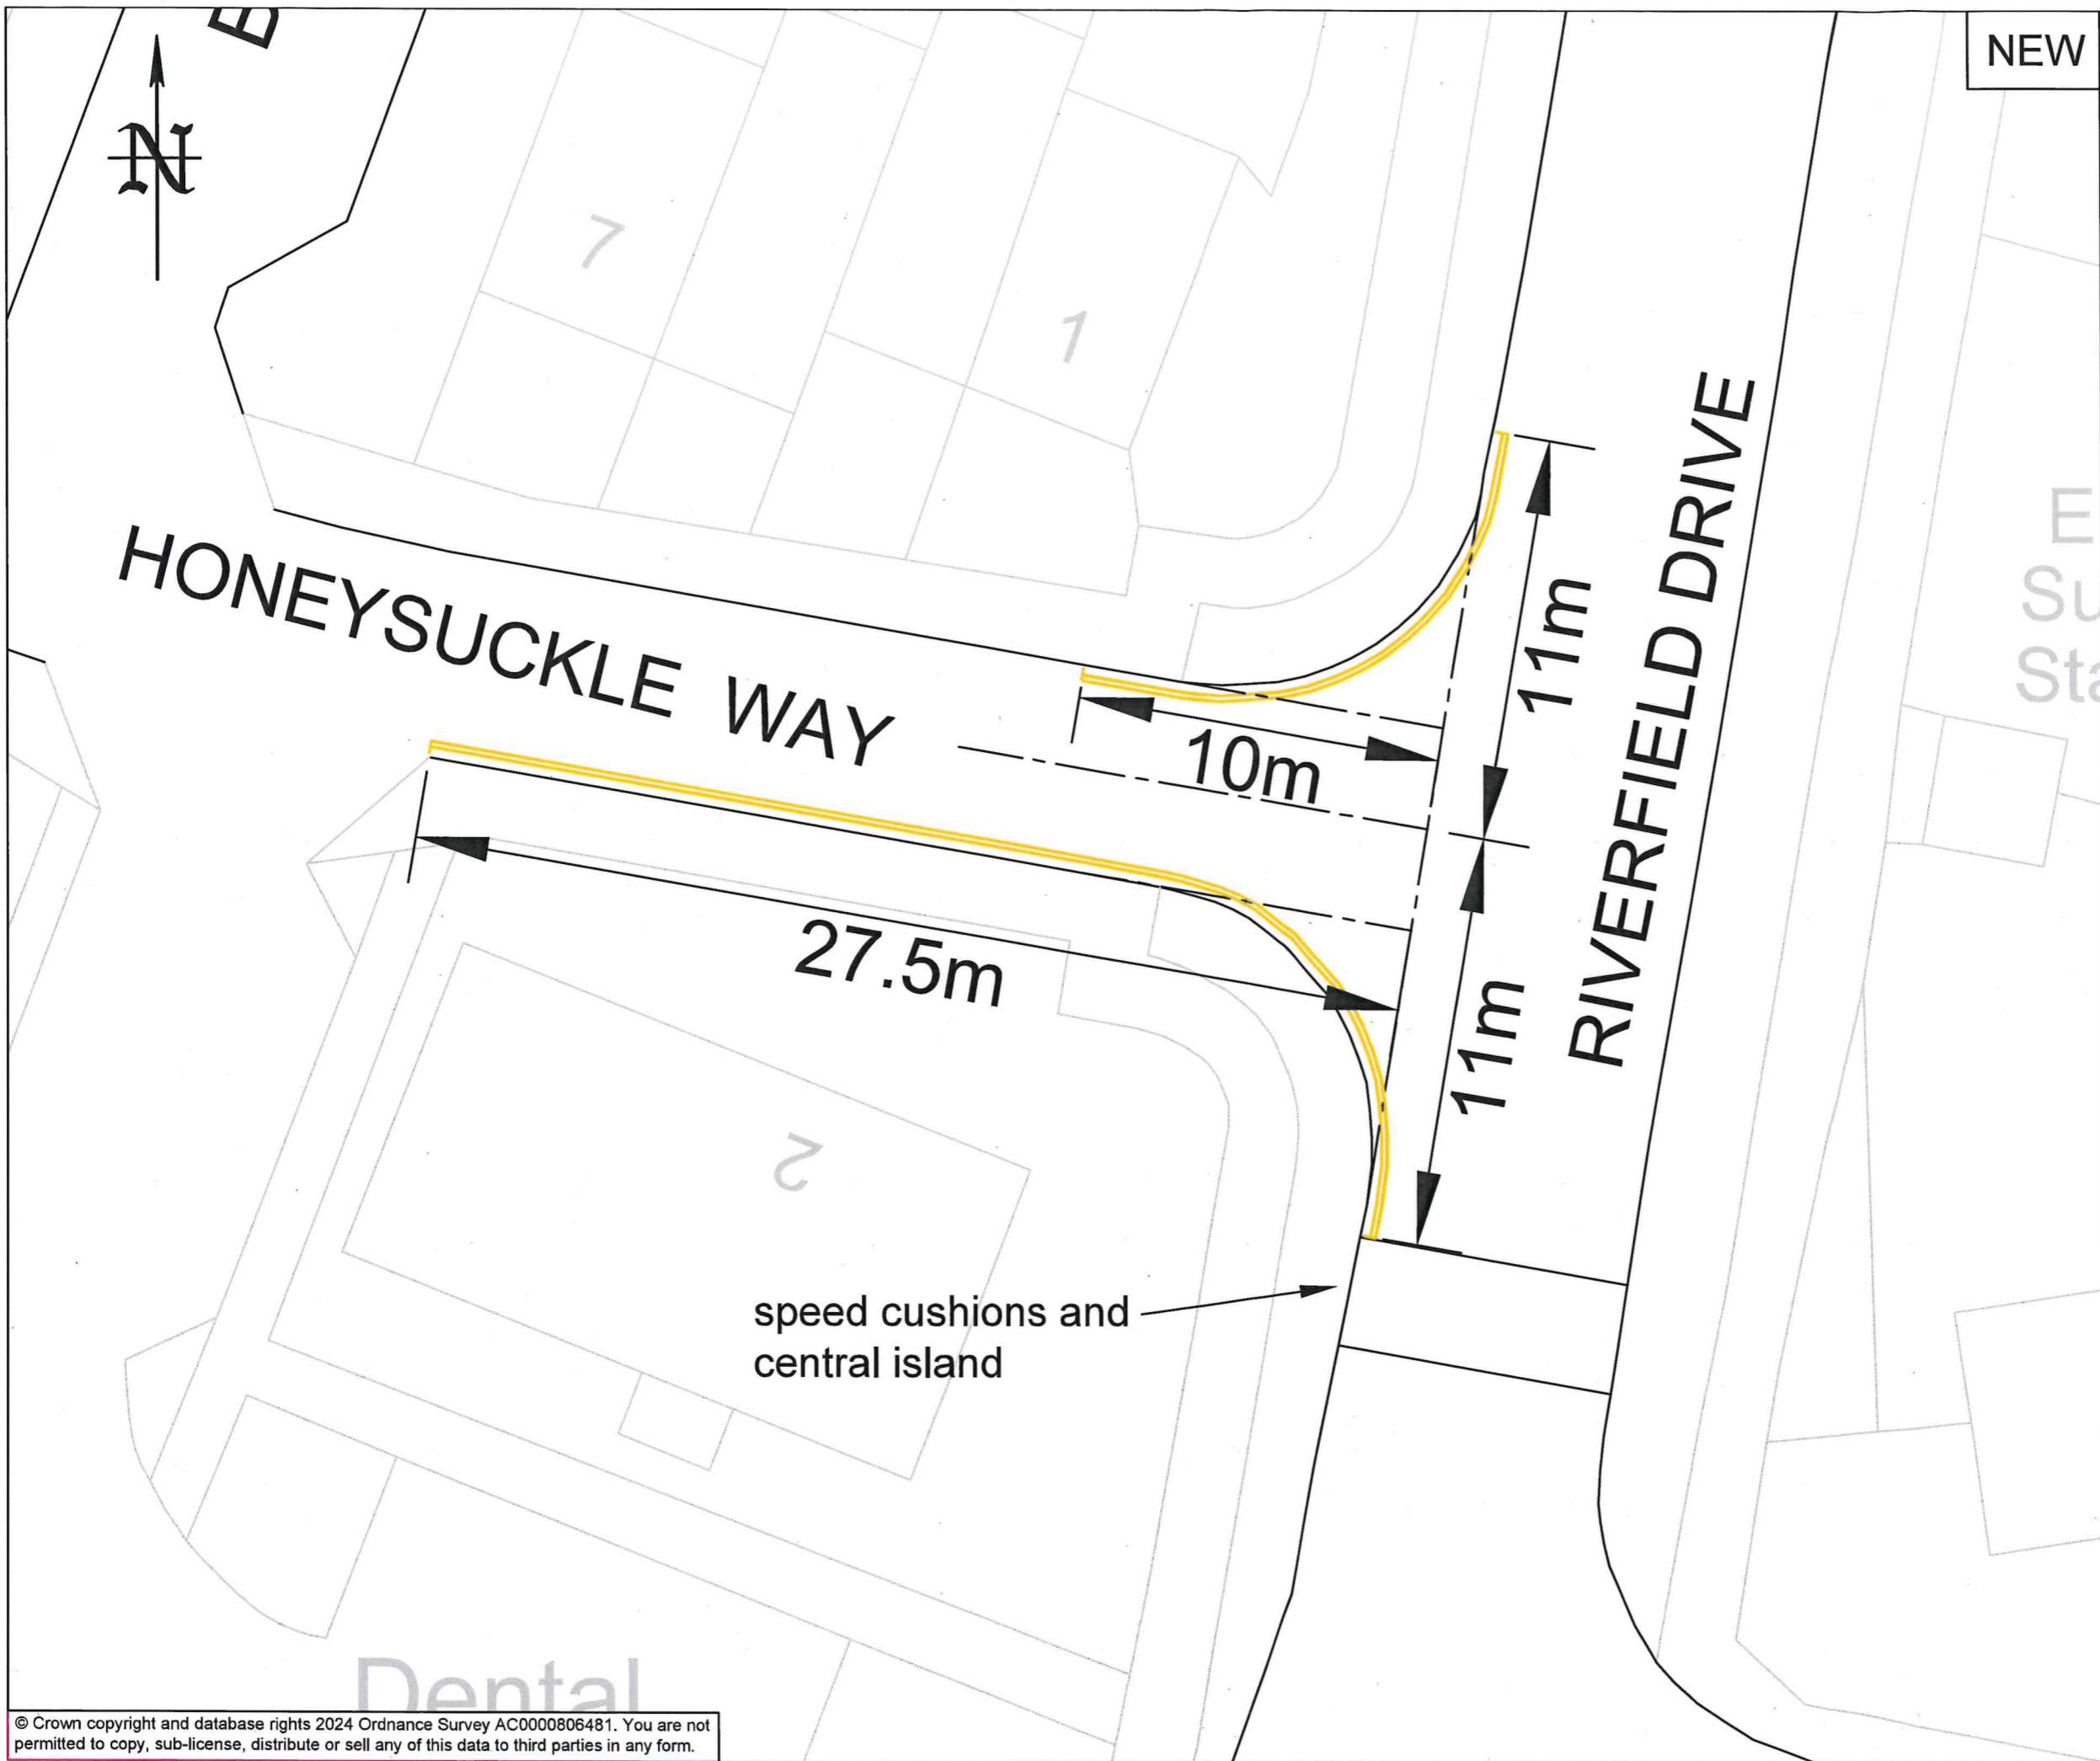 NEW
N
7
1
HONEYSUCKLE WAY
RIVERFIELD DRIVE
11m
10m
27.5m
11m
2
speed cushions and
central island
Dental
© Crown copyright and database rights 2024 Ordnance Survey AC0000806481. You are not
permitted to copy, sub-license, distribute or sell any of this data to third parties in any form.